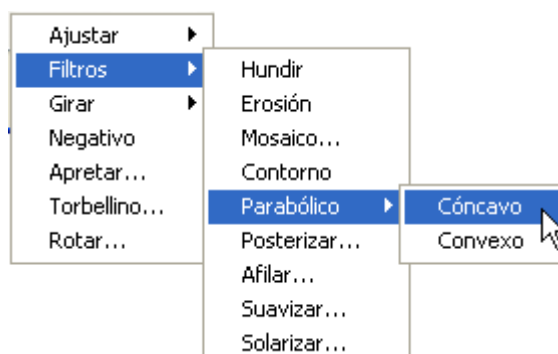 Ajustar
Filtros
Girar
Negativo
Apretar...
Torbellino...
Rotar...
Hundir
Erosión
Mosaico...
Contorno
Parabólico
Posterizar...
Afilar...
Suavizar...
Solarizar...
Cóncavo
Convexo